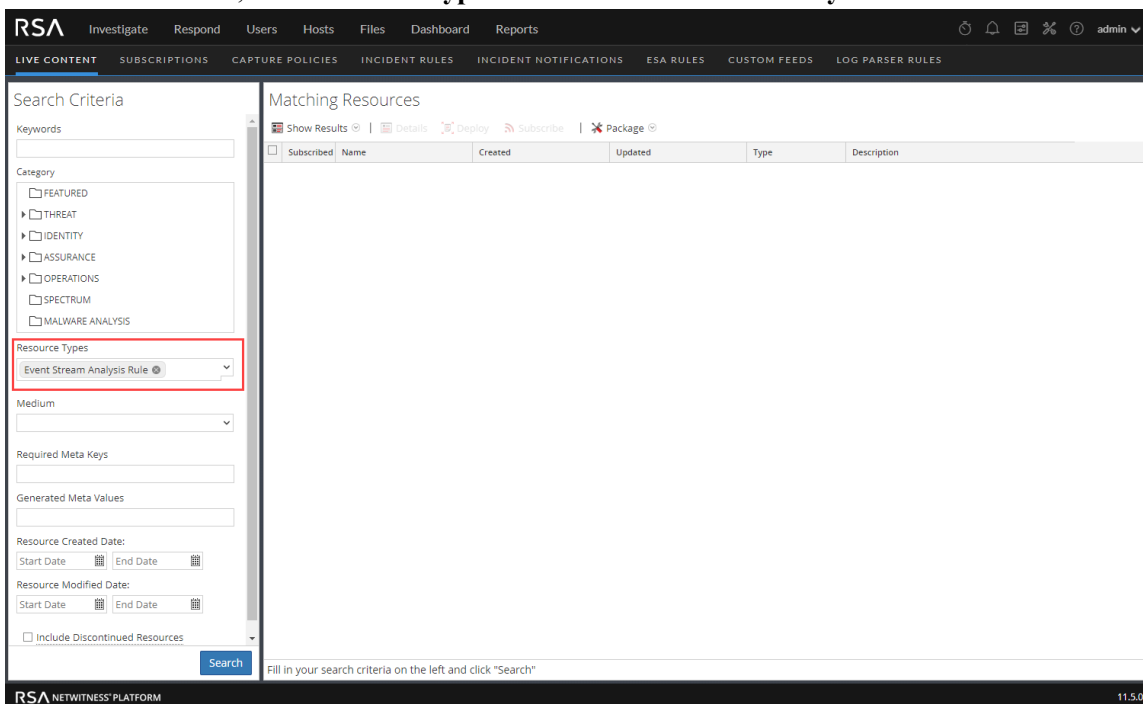 RSA Investigate Respond Users Hosts Files Dashboard Reports admin
LIVE CONTENT SUBSCRIPTIONS CAPTURE POLICIES INCIDENT RULES INCIDENT NOTIFICATIONS ESA RULES CUSTOM FEEDS LOG PARSER RULES
Search Criteria
Keywords
Category
FEATURED
THREAT
IDENTITY
ASSURANCE
OPERATIONS
SPECTRUM
MALWARE ANALYSIS
Resource Types
Event Stream Analysis Rule
Medium
Required Meta Keys
Generated Meta Values
Resource Created Date:
Start Date End Date
Resource Modified Date:
Start Date End Date
Include Discontinued Resources
Search
Matching Resources
Show Results | Details Deploy Subscribe | Package
Subscribed Name Created Updated Type Description
Fill in your search criteria on the left and click "Search"
RSA NETWITNESS® PLATFORM 11.5.0